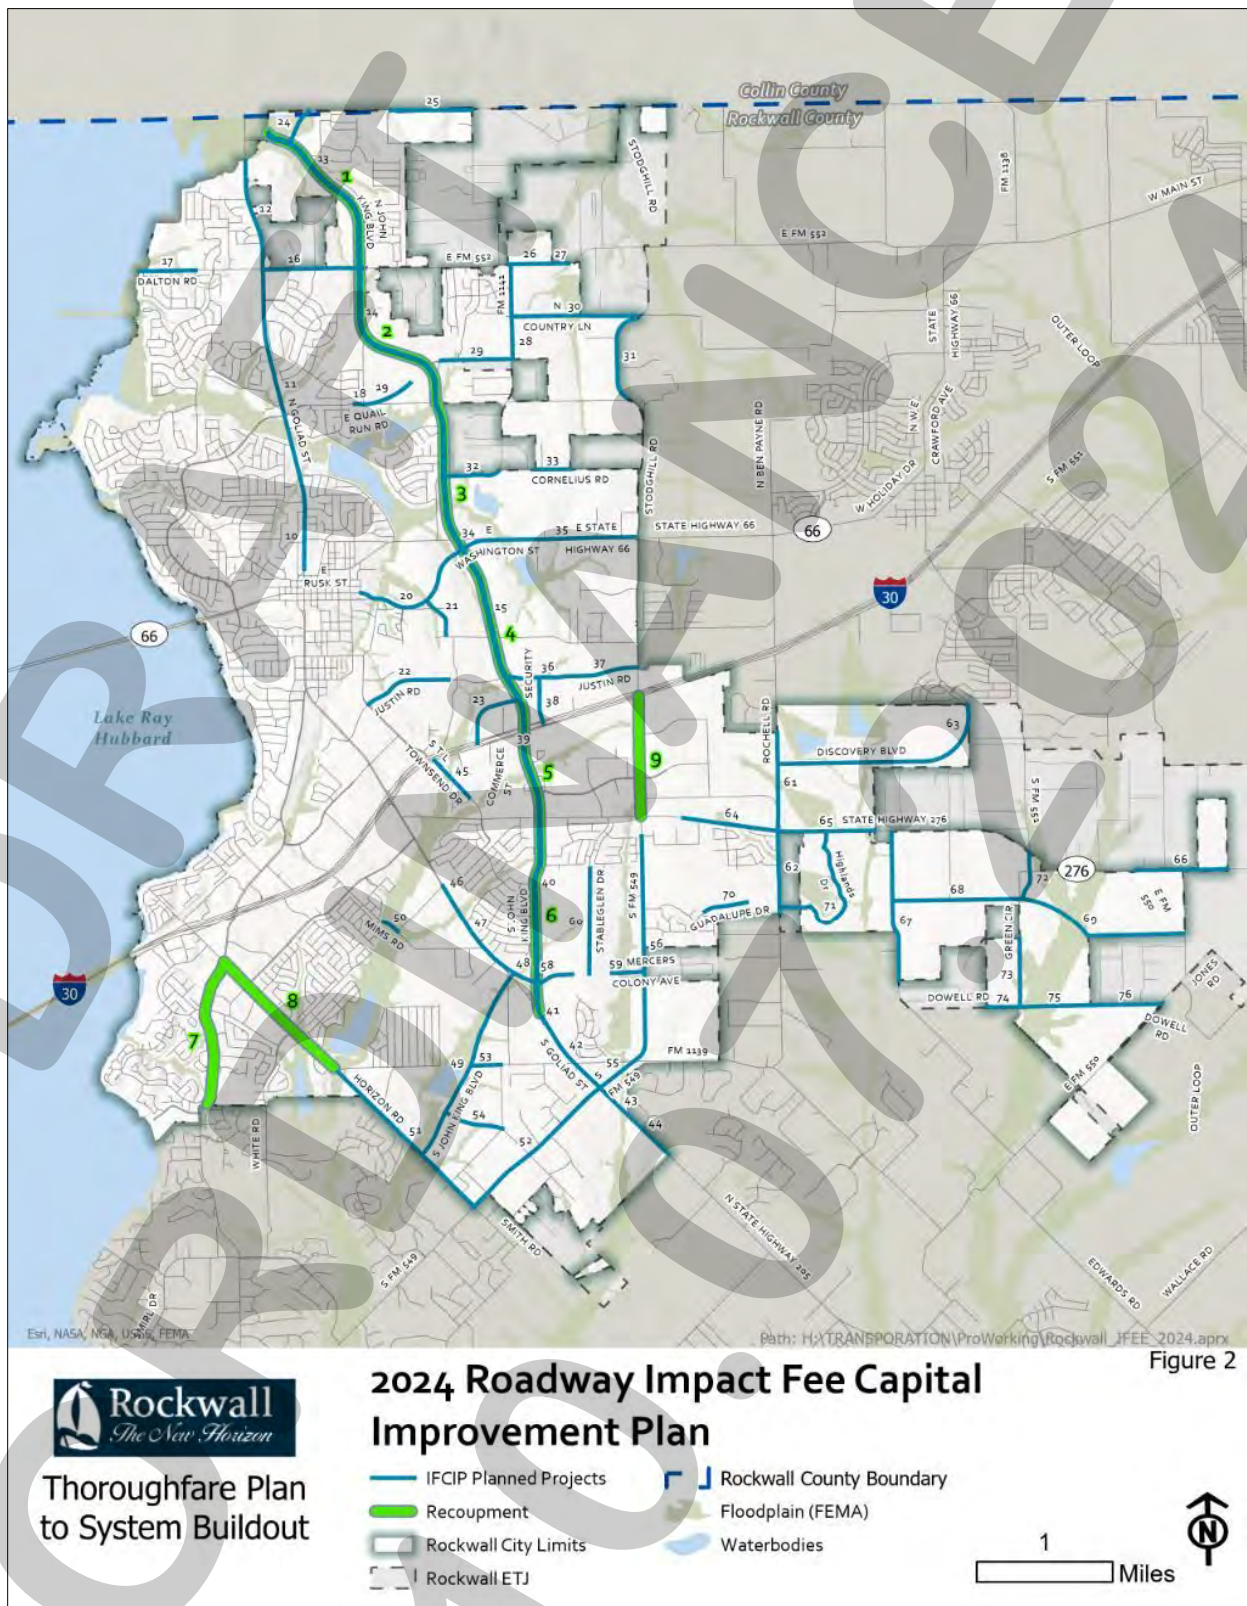 Collin County
Rockwall County
25
24
13
1
STODGHILL RD
FM 1138
W MAIN ST
N JOHN
KING BLVD
12
E FM 552
17
16
E FM 552
26
27
DALTON RD
FM 1141
14
N 30
COUNTRY LN
2
28
29
31
STATE
HIGHWAY 66
OUTER LOOP
11
18
19
E QUAIL
RUN RD
N GOLIAD ST
N W E
CRAWFORD AVE
N BEN PAYNE RD
STODGHILL RD
32
33
CORNELIUS RD
3
W HOLIDAY DR
S FM 551
10
34
E
35
E STATE
STATE HIGHWAY 66
66
WASHINGTON ST
HIGHWAY 66
E
RUSK ST
20
21
15
30
66
4
SECURITY
22
36
37
JUSTIN RD
JUSTIN RD
23
38
Lake Ray
Hubbard
39
S T L
TOWNSEND DR
45
COMMERCE
ST
5
9
ROCHELL RD
63
DISCOVERY BLVD
61
S FM 551
64
65
STATE HIGHWAY 276
46
40
62
Highlands
Dr
72
276
66
47
50
MIMS RD
S JOHN
KING BLVD
6
60
STABLEGLEN DR
S FM 549
70
GUADALUPE DR
71
68
67
69
E FM
550
GREEN CIR
56
48
58
59
MERCERS
COLONY AVE
73
JONES
RD
30
8
7
41
DOWELL RD
74
75
76
DOWELL
RD
42
S GOLIAD ST
55
FM 1139
49
53
S
FM 549
HORIZON RD
43
E FM 550
OUTER LOOP
54
44
51
S JOHN KING BLVD
52
WHITE RD
SMITH RD
N STATE HIGHWAY 205
S FM 549
EDWARDS RD
WALLACE RD
Esri, NASA, NGA, USGS, FEMA
Path: H:\TRANSPORATION\ProWorking\Rockwall_IFEE_2024.aprx
Figure 2
Rockwall
The New Horizon
Thoroughfare Plan
to System Buildout
2024 Roadway Impact Fee Capital
Improvement Plan
IFCIP Planned Projects
Recoupment
Rockwall City Limits
Rockwall ETJ
Rockwall County Boundary
Floodplain (FEMA)
Waterbodies
1
Miles
N
DRAFT